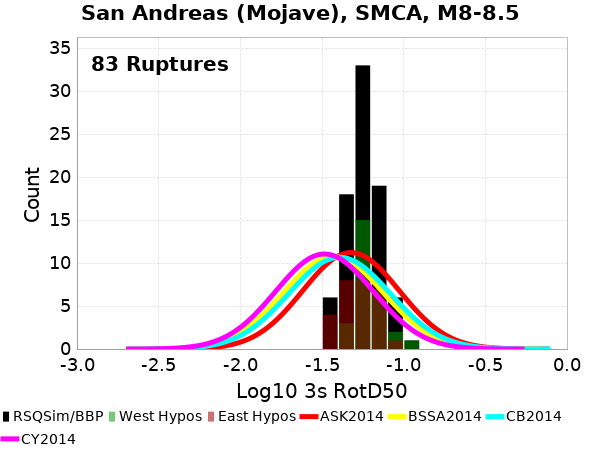 San Andreas (Mojave), SMCA, M8-8.5
83 Ruptures
35
30
25
20
15
10
5
0
Count
-3.0 -2.5 -2.0 -1.5 -1.0 -0.5 0.0
Log10 3s RotD50
RSQSim/BBP West Hypos East Hypos ASK2014 BSSA2014 CB2014
CY2014